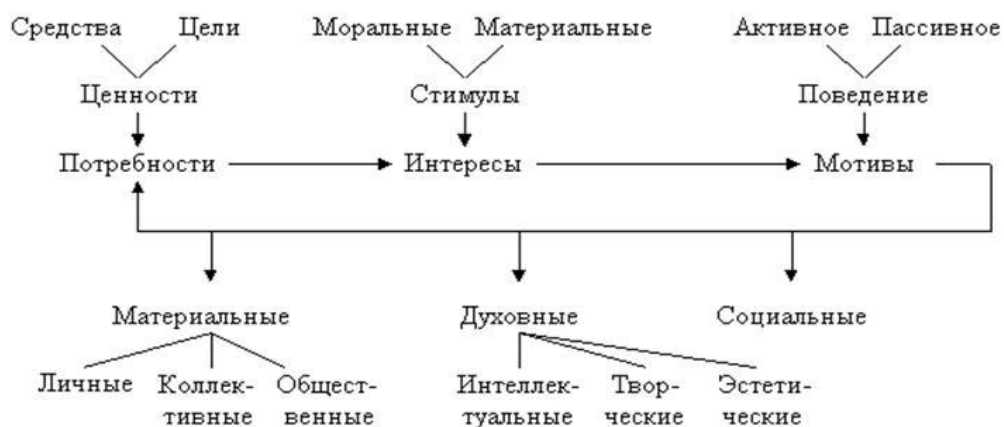 Средства Цели Моральные Материальные Активное Пассивное
Ценности Стимулы Поведение
Потребности Интересы Мотивы
Материальные Духовные Социальные
Личные Коллек- Общест- Интеллек- Твор- Эстети-
тивные венные туальные ческие ческие